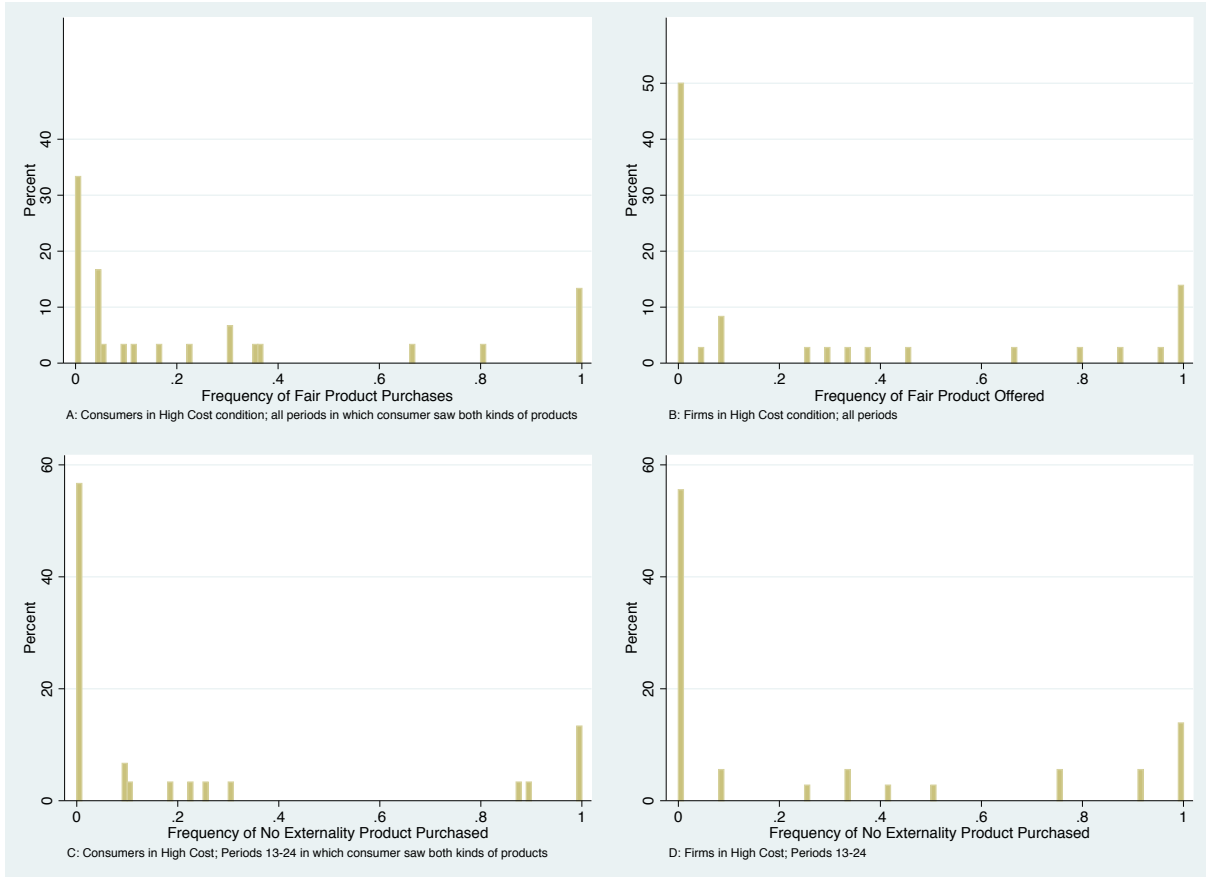 Percent
40
30
20
10
0
0 .2 .4 .6 .8 1
Frequency of Fair Product Purchases
A: Consumers in High Cost condition; all periods in which consumer saw both kinds of products
Percent
50
40
30
20
10
0
0 .2 .4 .6 .8 1
Frequency of Fair Product Offered
B: Firms in High Cost condition; all periods
Percent
60
40
20
0
0 .2 .4 .6 .8 1
Frequency of No Externality Product Purchased
C: Consumers in High Cost; Periods 13-24 in which consumer saw both kinds of products
Percent
60
40
20
0
0 .2 .4 .6 .8 1
Frequency of No Externality Product Purchased
D: Firms in High Cost; Periods 13-24